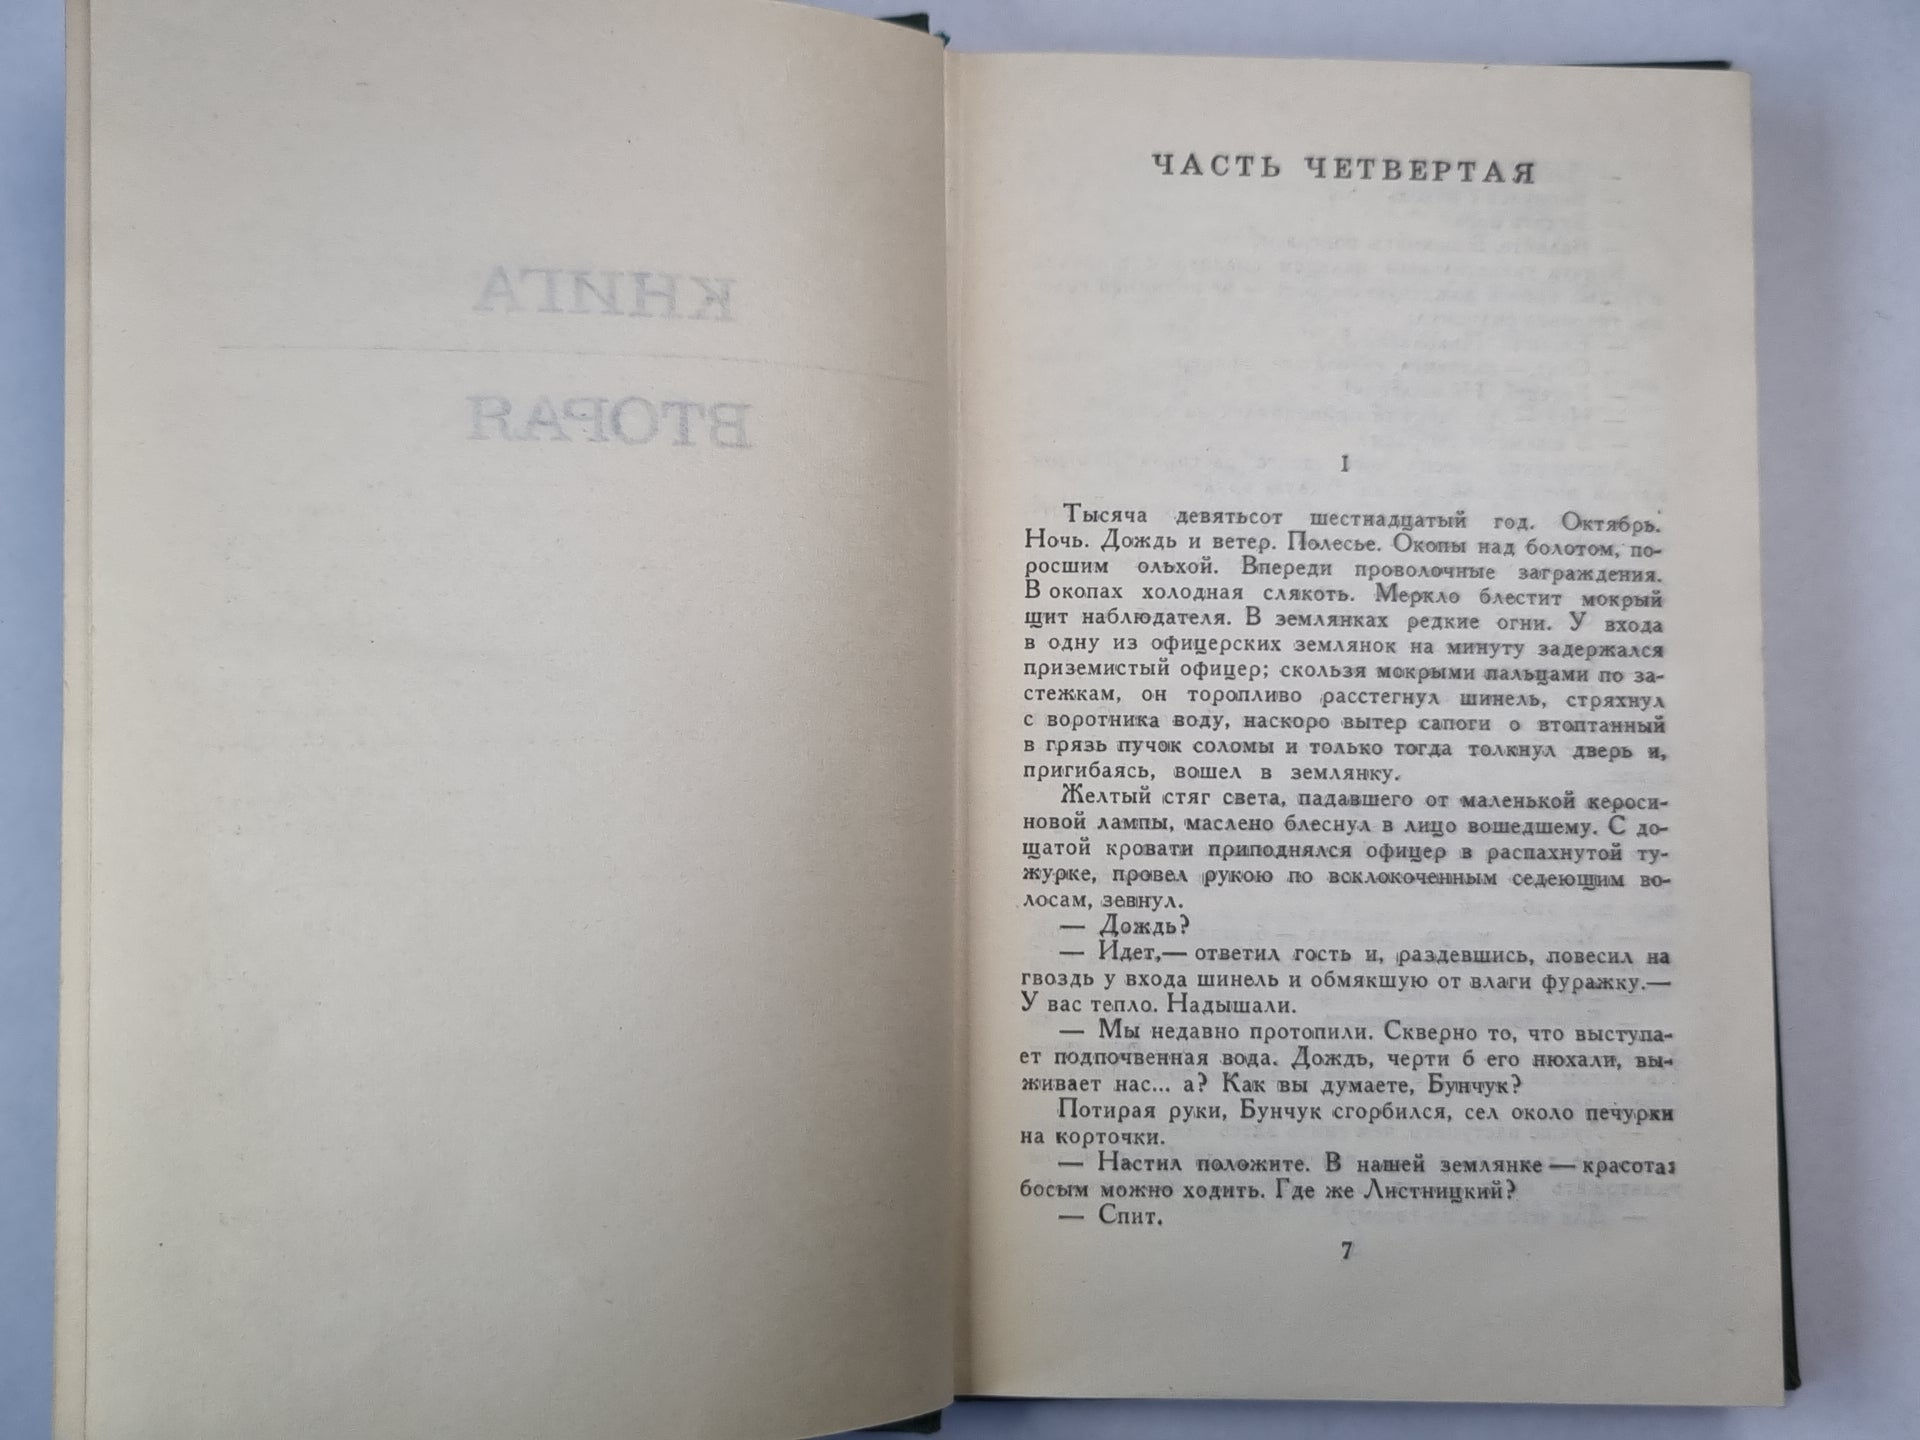 КНИГА
ВТОРАЯ
ЧАСТЬ ЧЕТВЕРТАЯ
I
Тысяча девятьсот шестнадцатый год. Октябрь.
Ночь. Дождь и ветер. Полесье. Окопы над болотом, по-
росшим ольхой. Впереди проволочные заграждения.
В окопах холодная слякоть. Меркло блестит мокрый
щит наблюдателя. В землянках редкие огни. У входа
в одну из офицерских землянок на минуту задержался
приземистый офицер; скользя мокрыми пальцами по за-
стежкам, он торопливо расстегнул шинель, стряхнул
с воротника воду, наскоро вытер сапоги о втоптанный
в грязь пучок соломы и только тогда толкнул дверь и,
пригибаясь, вошел в землянку.
Желтый стяг света, падавшего от маленькой кероси-
новой лампы, маслено блеснул в лицо вошедшему. С до-
щатой кровати приподнялся офицер в распахнутой ту-
журке, провел рукою по всклокоченным седеющим во-
лосам, зевнул.
— Дождь?
— Идет,— ответил гость и, раздевшись, повесил на
гвоздь у входа шинель и обмякшую от влаги фуражку.—
У вас тепло. Надышали.
— Мы недавно протопили. Скверно то, что выступа-
ет подпочвенная вода. Дождь, черти б его нюхали, вы-
живает нас... а? Как вы думаете, Бунчук?
Потирая руки, Бунчук сгорбился, сел около печурки
на корточки.
— Настил положите. В нашей землянке — красота:
босым можно ходить. Где же Листницкий?
— Спит.
7